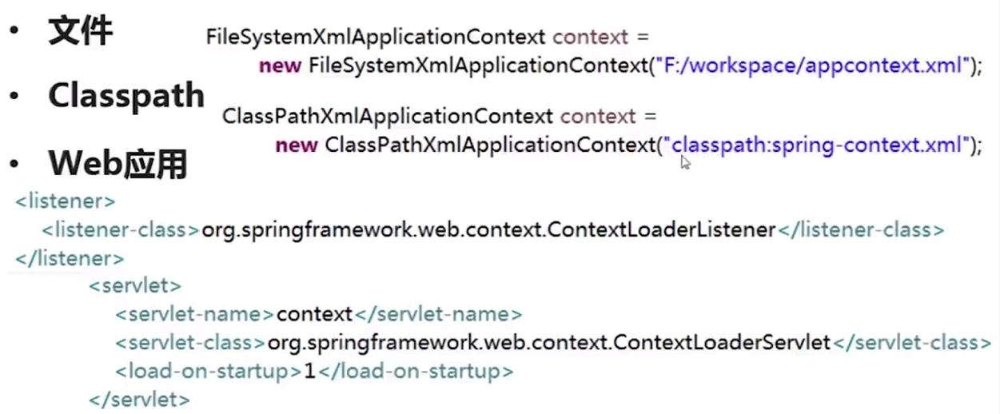 • 文件
FileSystemXmlApplicationContext context =
new FileSystemXmlApplicationContext("F:/workspace/appcontext.xml");
• Classpath
ClassPathXmlApplicationContext context =
new ClassPathXmlApplicationContext("classpath:spring-context.xml");
• Web应用
<listener>
<listener-class>org.springframework.web.context.ContextLoaderListener</listener-class>
</listener>
<servlet>
<servlet-name>context</servlet-name>
<servlet-class>org.springframework.web.context.ContextLoaderServlet</servlet-class>
<load-on-startup>1</load-on-startup>
</servlet>